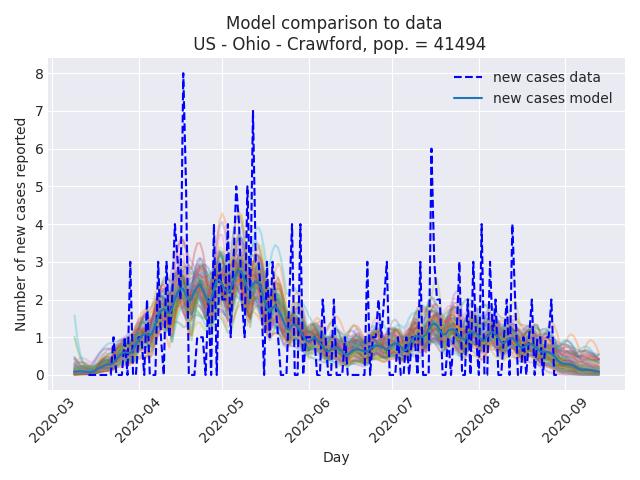 Model comparison to data
US - Ohio - Crawford, pop. = 41494
new cases data
new cases model
Number of new cases reported
8
7
6
5
4
3
2
1
0
2020-03
2020-04
2020-05
2020-06
2020-07
2020-08
2020-09
Day